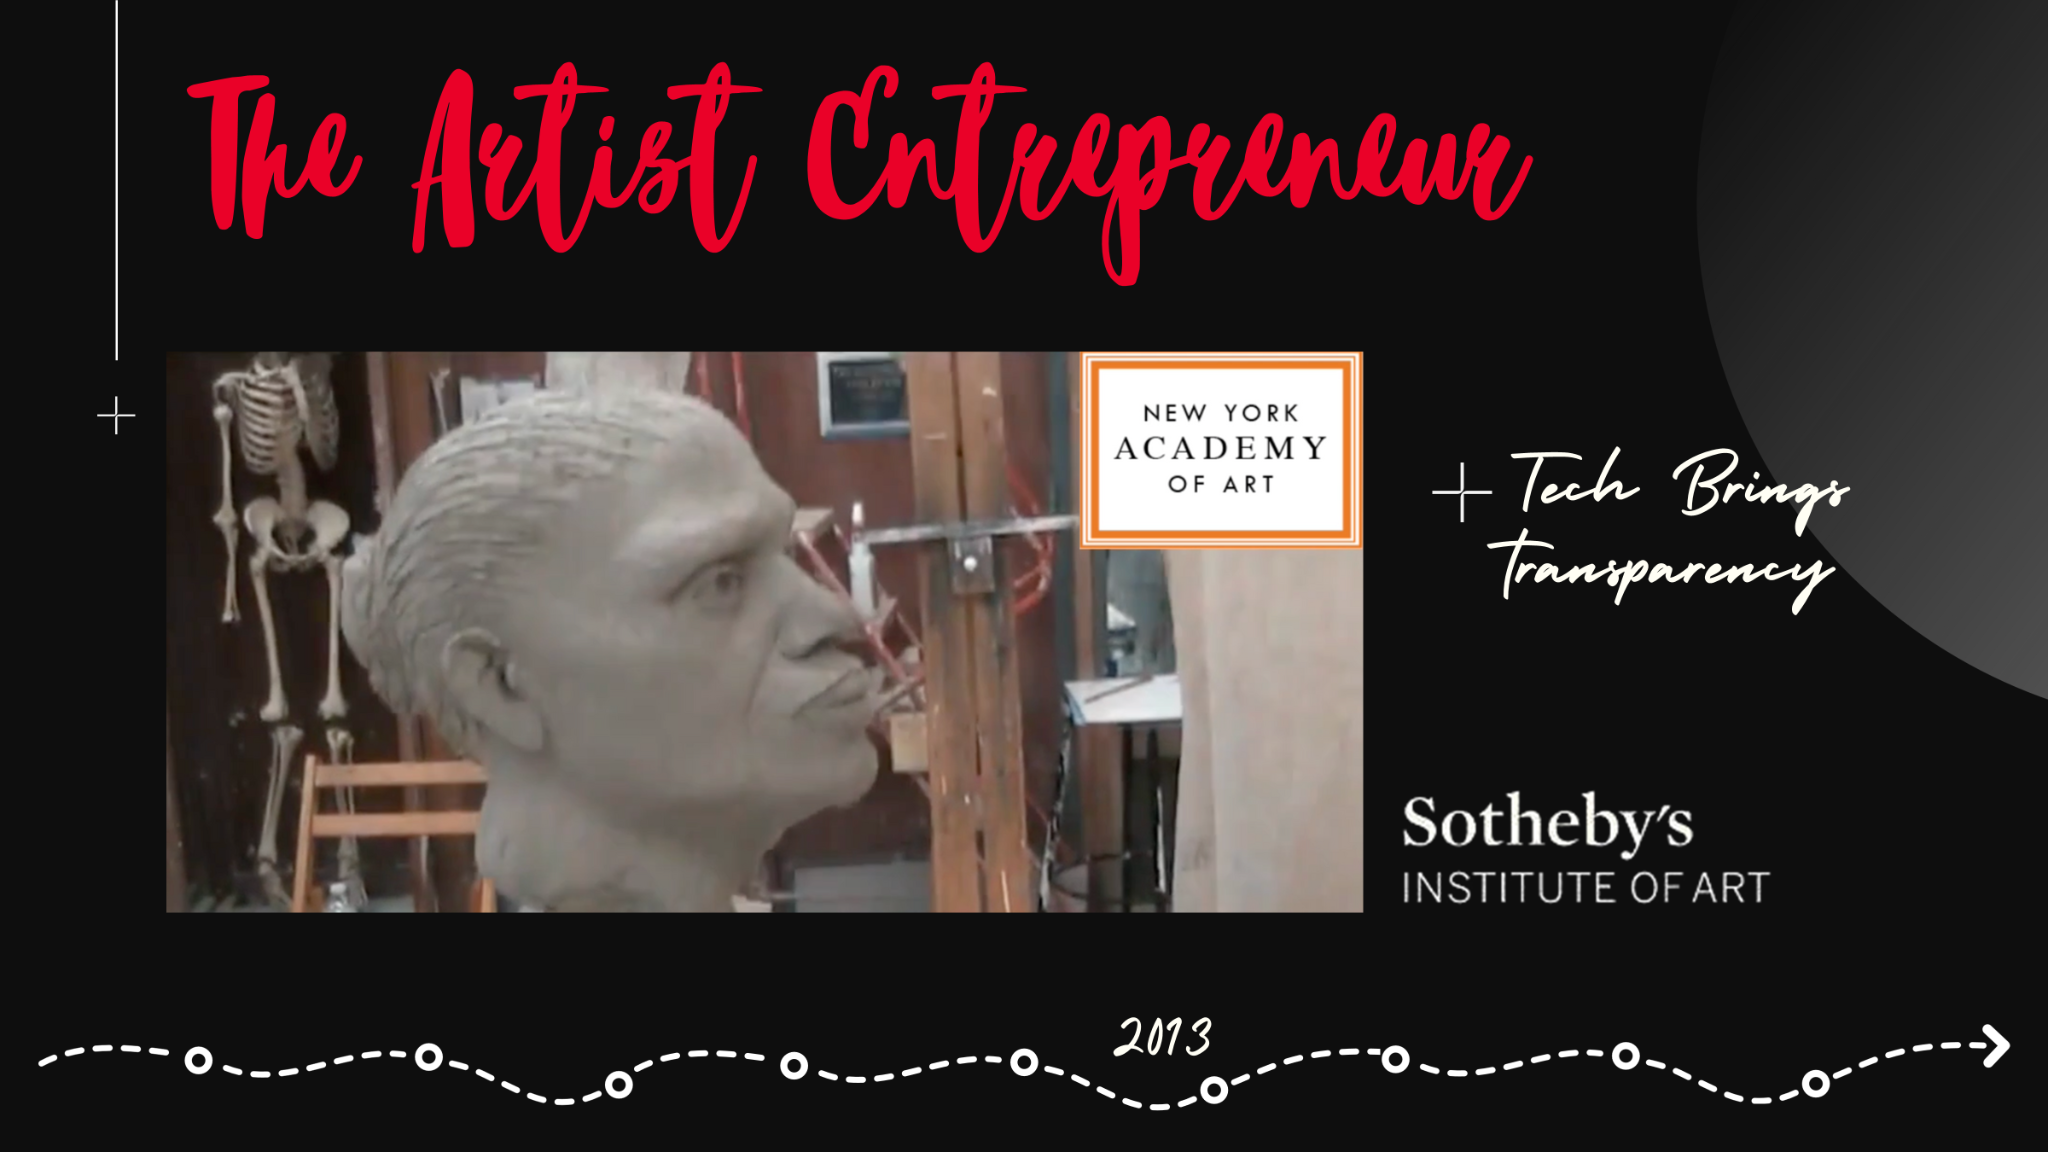 The Artist Entrepreneur
NEW YORK
ACADEMY
OF ART
Tech Brings
Transparency
Sotheby's
INSTITUTE OF ART
2013